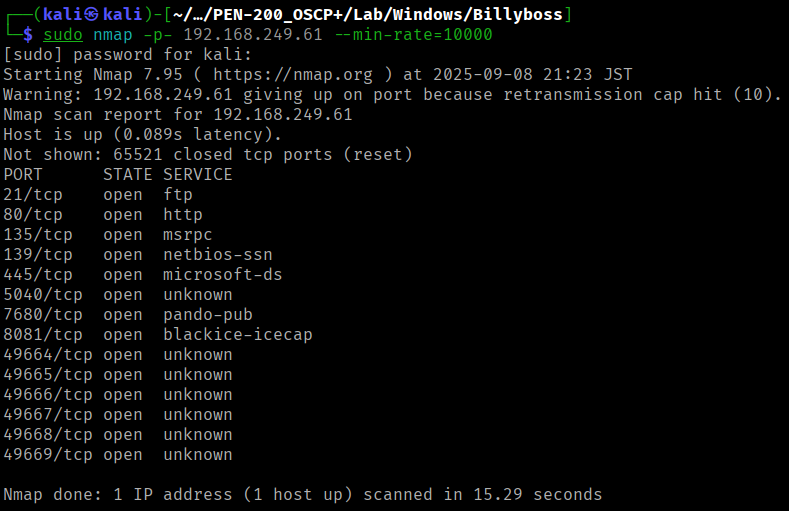 ┌──(kali㉿kali)-[~/…/PEN-200_OSCP+/Lab/Windows/Billyboss]
└─$ sudo nmap -p- 192.168.249.61 --min-rate=10000
[sudo] password for kali:
Starting Nmap 7.95 ( https://nmap.org ) at 2025-09-08 21:23 JST
Warning: 192.168.249.61 giving up on port because retransmission cap hit (10).
Nmap scan report for 192.168.249.61
Host is up (0.089s latency).
Not shown: 65521 closed tcp ports (reset)
PORT      STATE SERVICE
21/tcp    open  ftp
80/tcp    open  http
135/tcp   open  msrpc
139/tcp   open  netbios-ssn
445/tcp   open  microsoft-ds
5040/tcp  open  unknown
7680/tcp  open  pando-pub
8081/tcp  open  blackice-icecap
49664/tcp open  unknown
49665/tcp open  unknown
49666/tcp open  unknown
49667/tcp open  unknown
49668/tcp open  unknown
49669/tcp open  unknown
Nmap done: 1 IP address (1 host up) scanned in 15.29 seconds